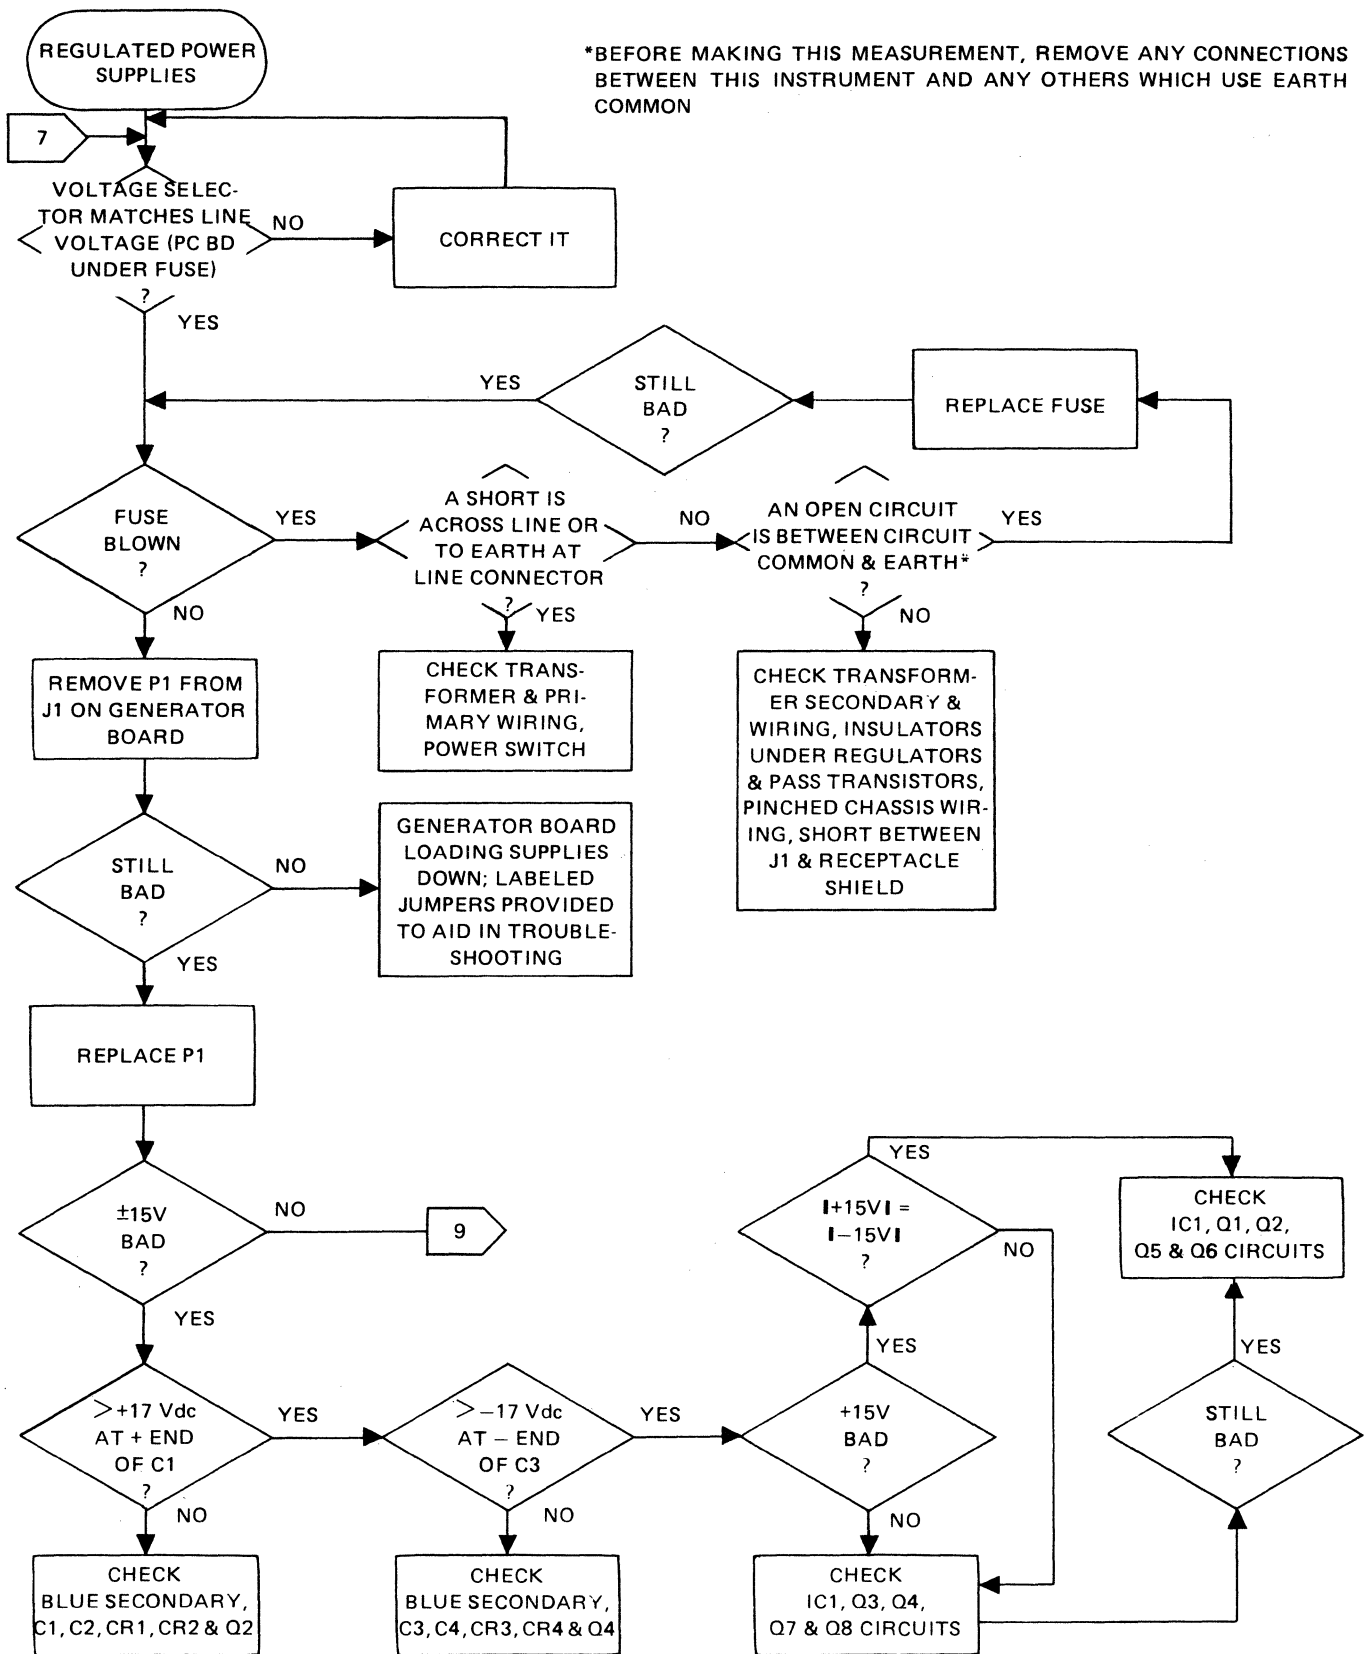 REGULATED POWER
SUPPLIES
*BEFORE MAKING THIS MEASUREMENT, REMOVE ANY CONNECTIONS
BETWEEN THIS INSTRUMENT AND ANY OTHERS WHICH USE EARTH
COMMON
7
VOLTAGE SELEC-
TOR MATCHES LINE
VOLTAGE (PC BD
UNDER FUSE)
?
NO
CORRECT IT
YES
STILL
BAD
?
YES
REPLACE FUSE
FUSE
BLOWN
?
YES
A SHORT IS
ACROSS LINE OR
TO EARTH AT
LINE CONNECTOR
?
NO
AN OPEN CIRCUIT
IS BETWEEN CIRCUIT
COMMON & EARTH*
?
YES
NO
YES
NO
REMOVE P1 FROM
J1 ON GENERATOR
BOARD
CHECK TRANS-
FORMER & PRI-
MARY WIRING,
POWER SWITCH
CHECK TRANSFORM-
ER SECONDARY &
WIRING, INSULATORS
UNDER REGULATORS
& PASS TRANSISTORS,
PINCHED CHASSIS WIR-
ING, SHORT BETWEEN
J1 & RECEPTACLE
SHIELD
STILL
BAD
?
NO
GENERATOR BOARD
LOADING SUPPLIES
DOWN; LABELED
JUMPERS PROVIDED
TO AID IN TROUBLE-
SHOOTING
YES
REPLACE P1
±15V
BAD
?
NO
9
YES
|+15V| =
|−15V|
?
YES
NO
CHECK
IC1, Q1, Q2,
Q5 & Q6 CIRCUITS
>+17 Vdc
AT + END
OF C1
?
YES
>−17 Vdc
AT − END
OF C3
?
YES
+15V
BAD
?
YES
STILL
BAD
?
YES
NO
NO
NO
CHECK
BLUE SECONDARY,
C1, C2, CR1, CR2 & Q2
CHECK
BLUE SECONDARY,
C3, C4, CR3, CR4 & Q4
CHECK
IC1, Q3, Q4,
Q7 & Q8 CIRCUITS